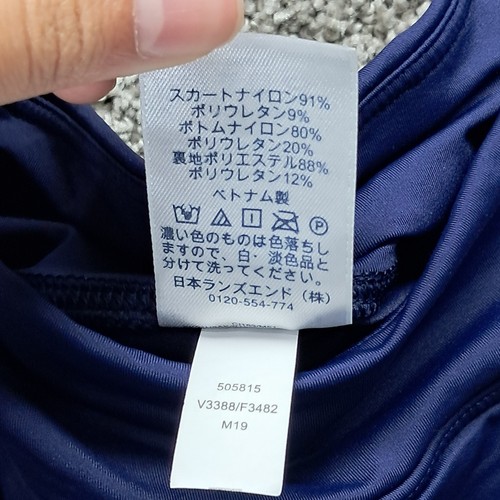 スカートナイロン91%
ポリウレタン9%
ボトムナイロン80%
ポリウレタン20%
裏地ポリエステル88%
ポリウレタン12%
ベトナム製
P
濃い色のものは色落ちし
ますので、白・淡色品と
分けて洗ってください。
日本ランズエンド（株）
0120-554-774
505815
V3388/F3482
M19